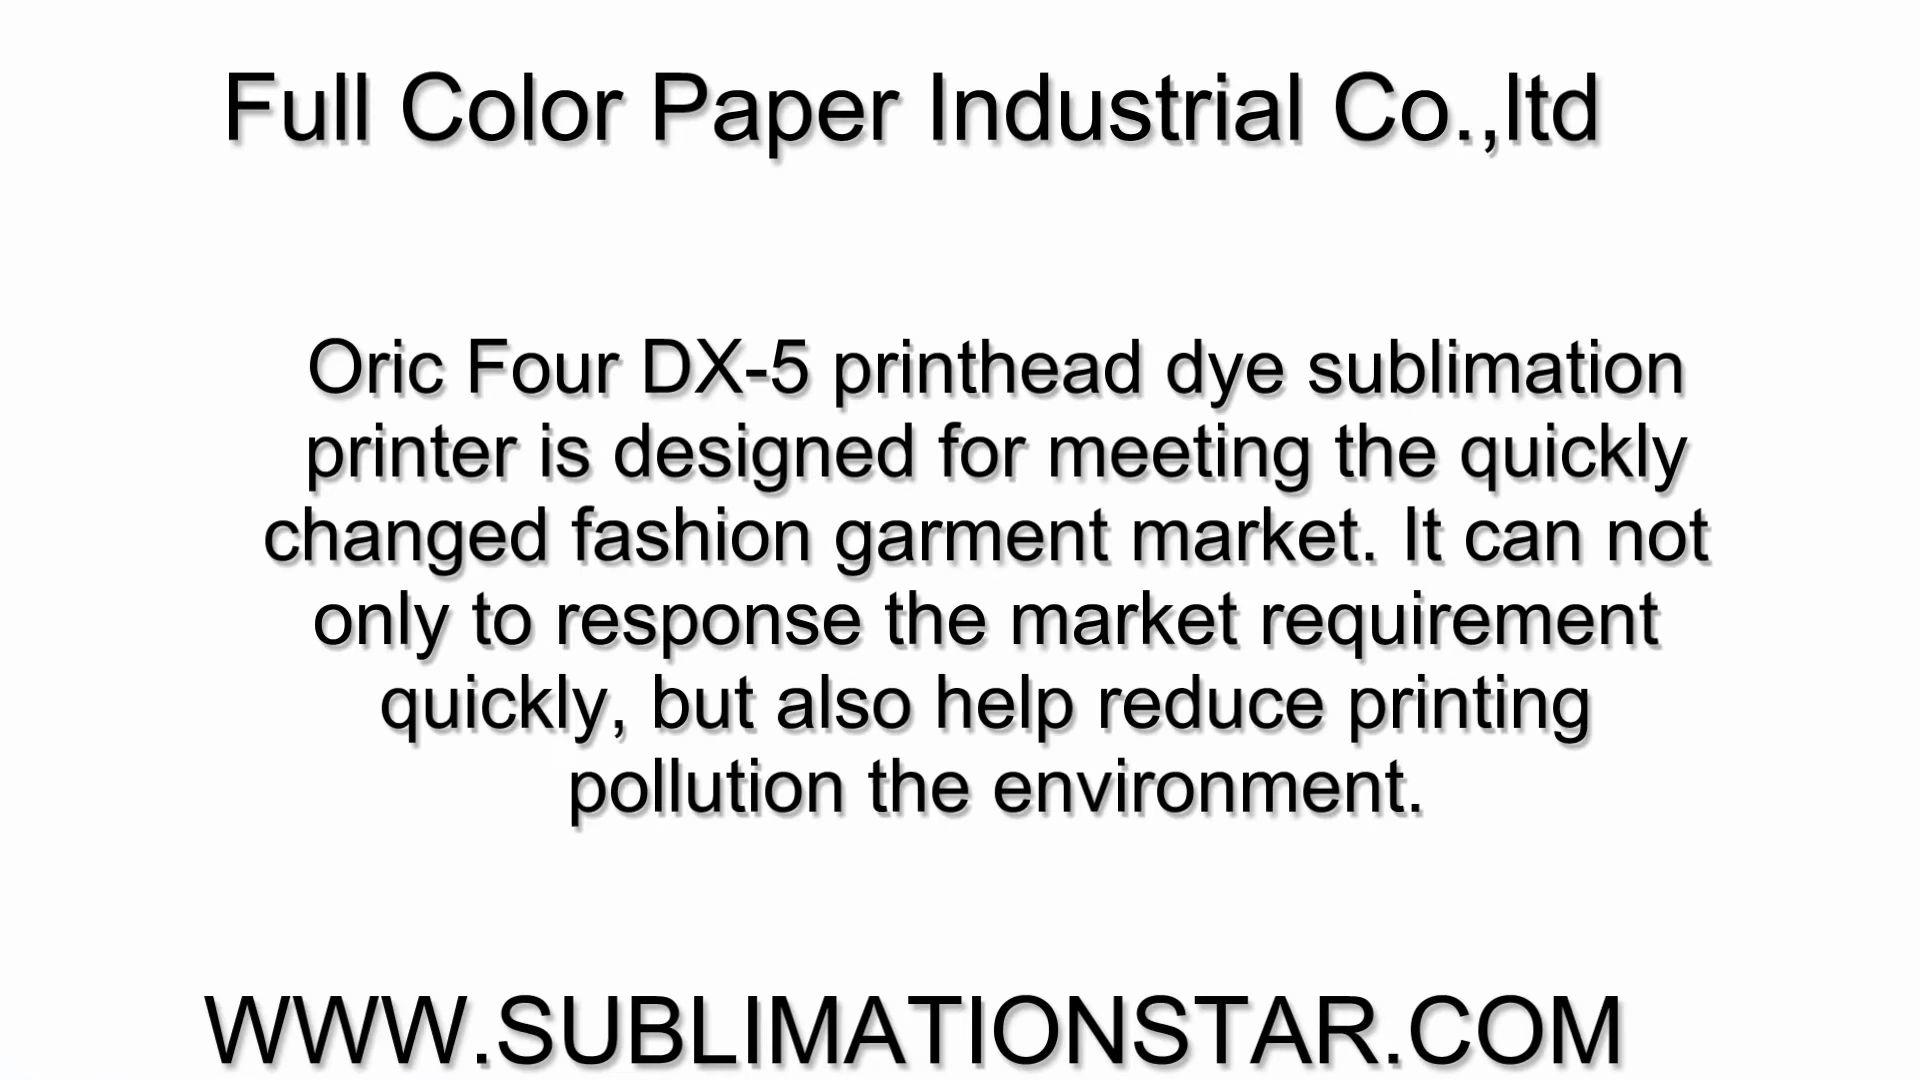 Full Color Paper Industrial Co.,ltd
Oric Four DX-5 printhead dye sublimation
printer is designed for meeting the quickly
changed fashion garment market. It can not
only to response the market requirement
quickly, but also help reduce printing
pollution the environment.
WWW.SUBLIMATIONSTAR.COM